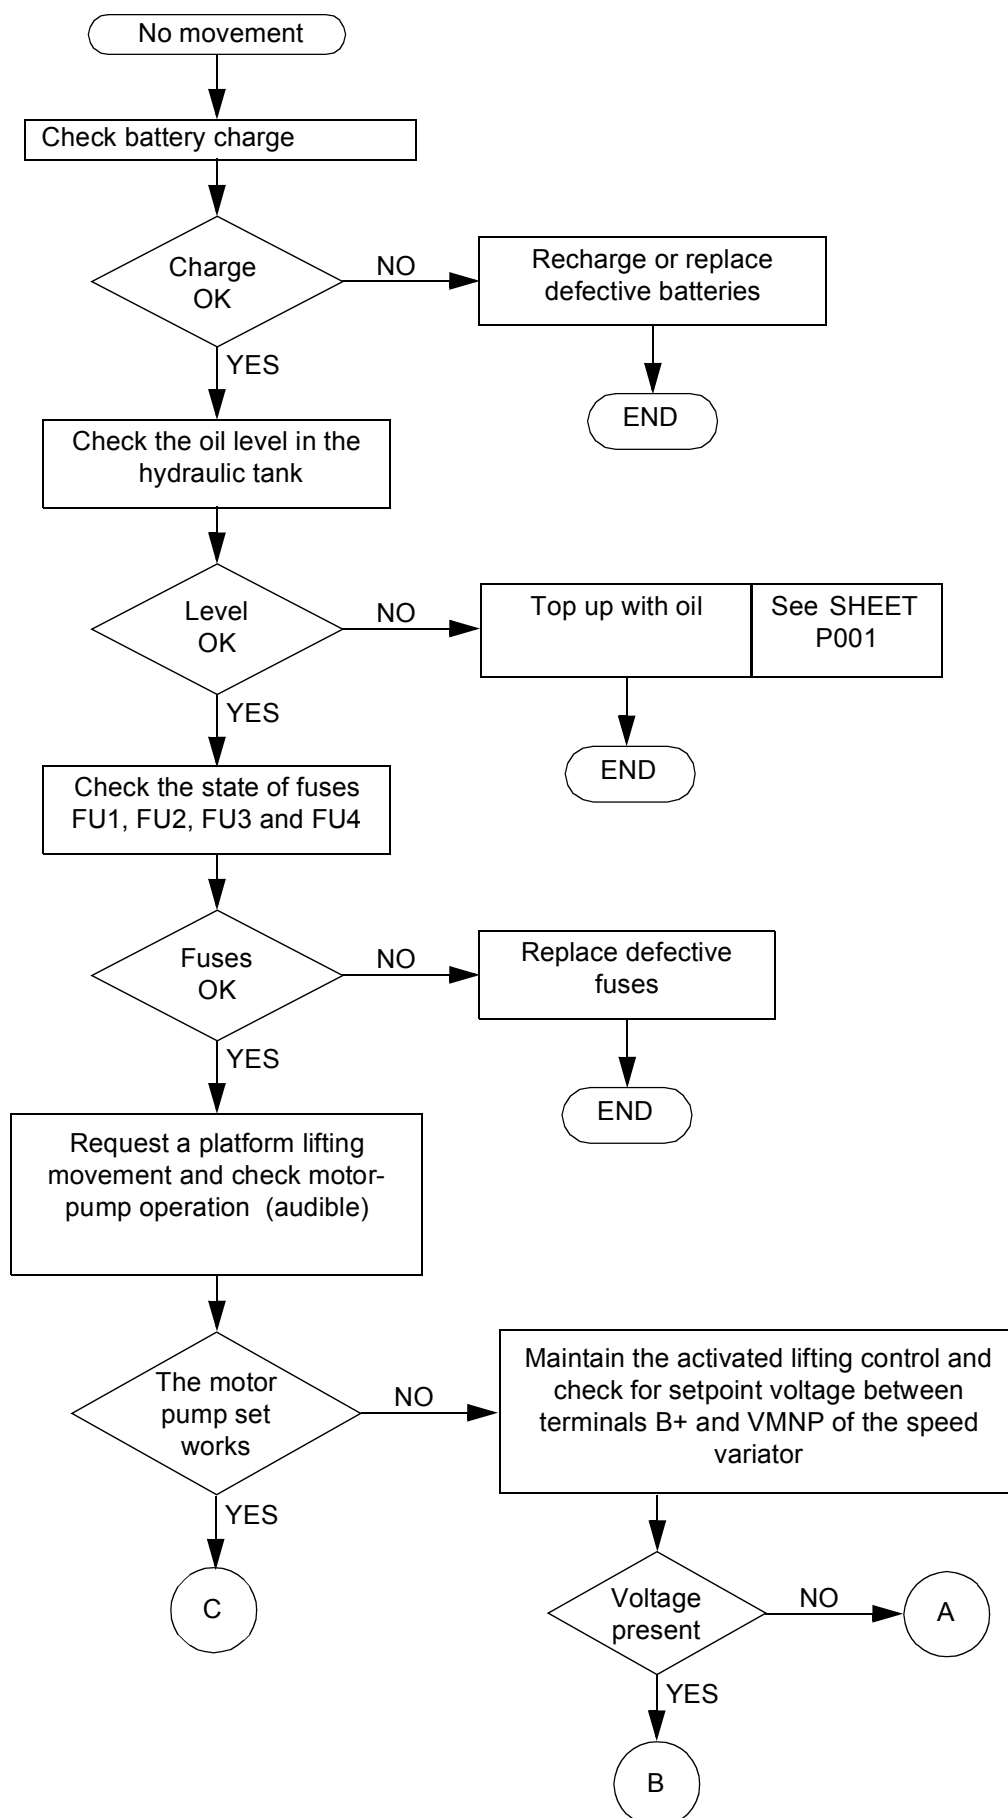 No movement
Check battery charge
Charge
OK
NO
Recharge or replace
defective batteries
YES
END
Check the oil level in the
hydraulic tank
Level
OK
NO
Top up with oil
See SHEET
P001
YES
END
Check the state of fuses
FU1, FU2, FU3 and FU4
Fuses
OK
NO
Replace defective
fuses
YES
END
Request a platform lifting
movement and check motor-
pump operation (audible)
The motor
pump set
works
NO
Maintain the activated lifting control and
check for setpoint voltage between
terminals B+ and VMNP of the speed
variator
YES
C
Voltage
present
NO
A
YES
B